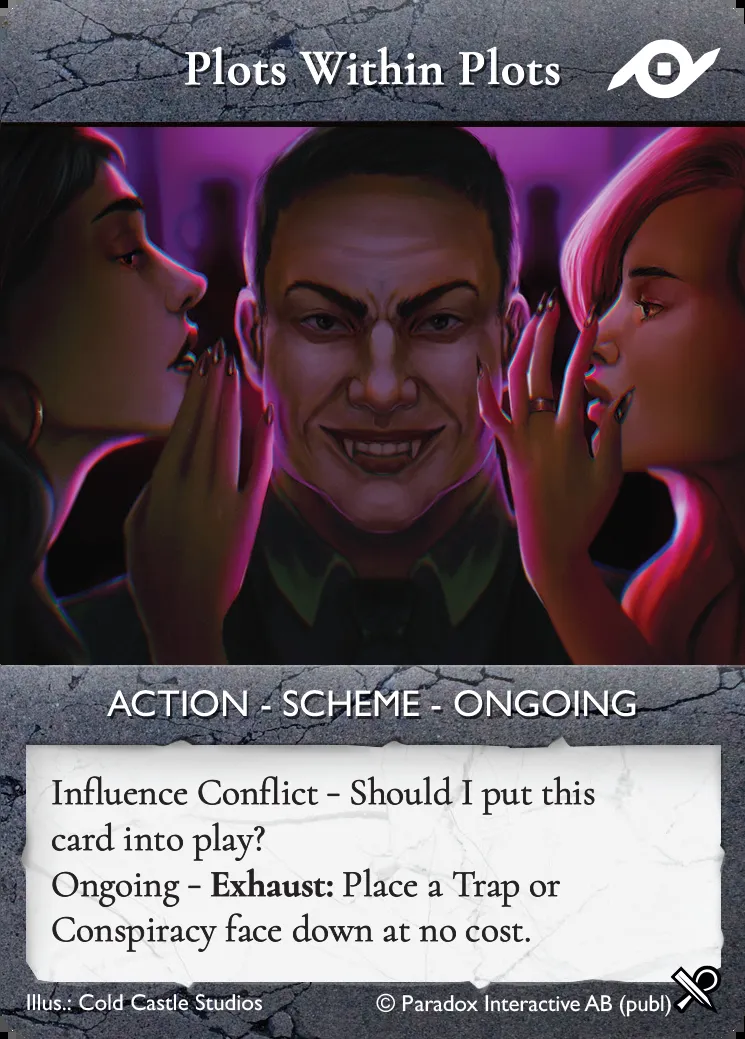 Plots Within Plots
ACTION - SCHEME - ONGOING
Influence Conflict - Should I put this
card into play?
Ongoing - Exhaust: Place a Trap or
Conspiracy face down at no cost.
Illus.: Cold Castle Studios
© Paradox Interactive AB (publ)